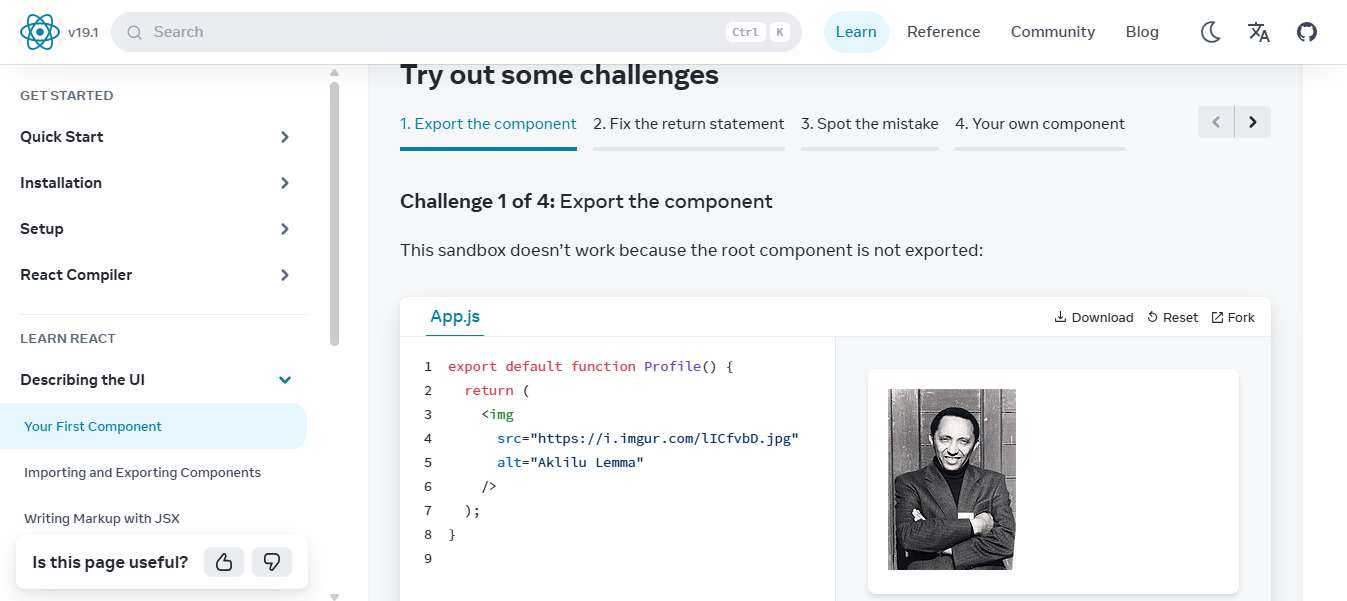 v19.1
Search
Ctrl K
Learn
Reference
Community
Blog
GET STARTED
Quick Start
Installation
Setup
React Compiler
LEARN REACT
Describing the UI
Your First Component
Importing and Exporting Components
Writing Markup with JSX
Is this page useful?
Try out some challenges
1. Export the component
2. Fix the return statement
3. Spot the mistake
4. Your own component
Challenge 1 of 4: Export the component
This sandbox doesn’t work because the root component is not exported:
App.js
Download
Reset
Fork
1 export default function Profile() {
2   return (
3     <img
4       src="https://i.imgur.com/lICfvbD.jpg"
5       alt="Aklilu Lemma"
6     />
7   );
8 }
9